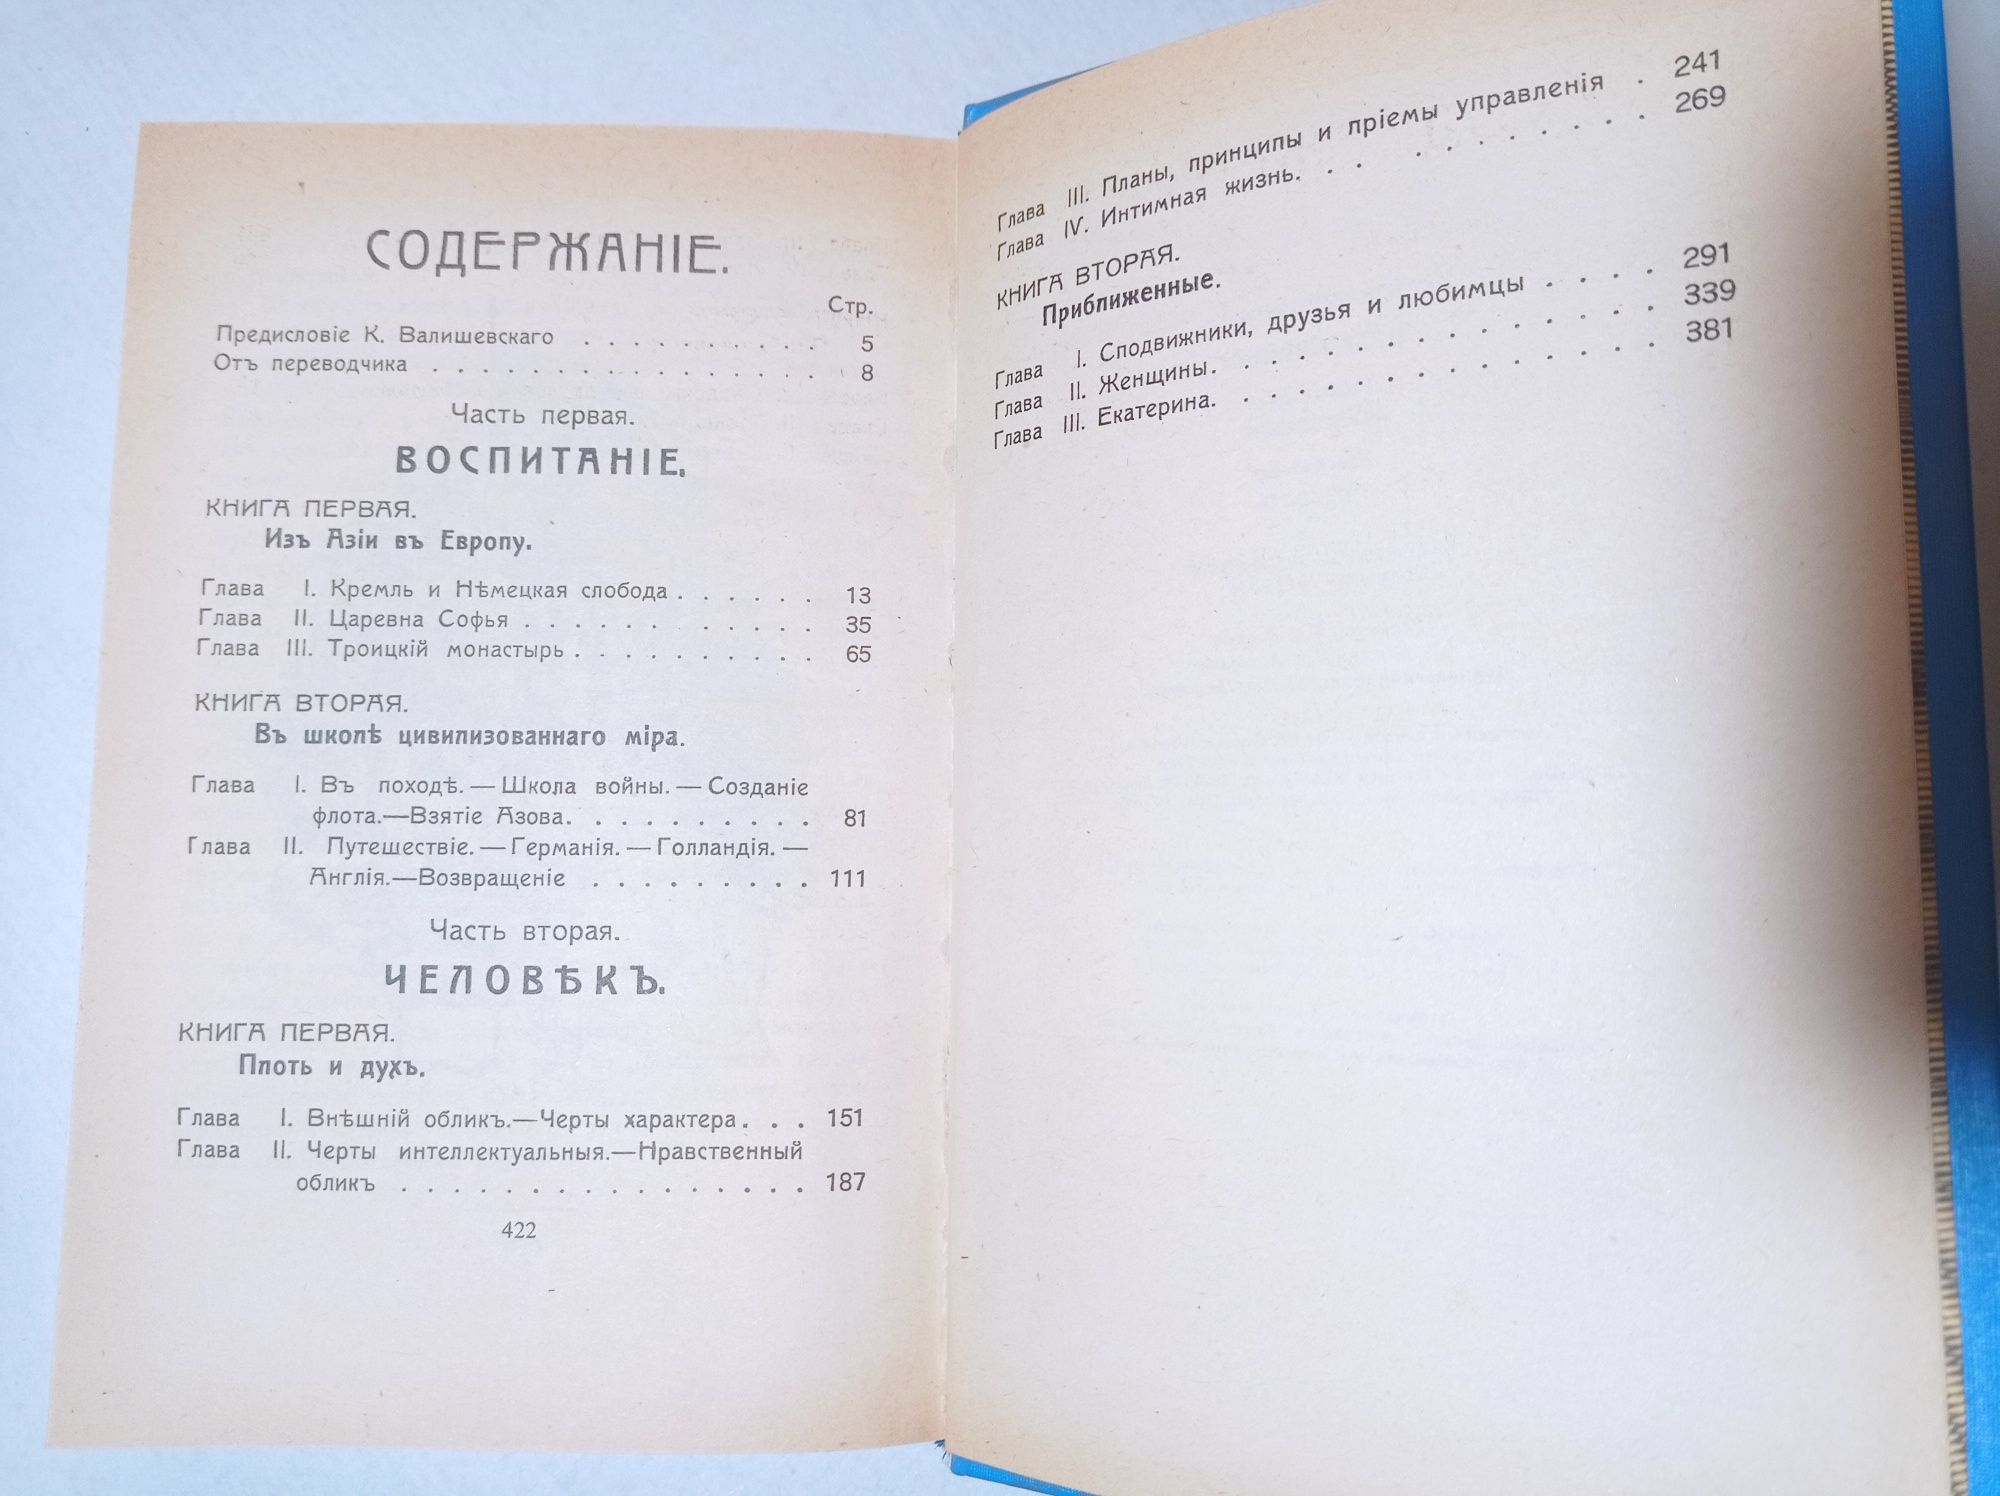 СОДЕРЖАНІЕ.
Стр.
Предисловіе К. Валишевскаго . . . . . . . . . . 5
Отъ переводчика . . . . . . . . . . . . . . . 8
Часть первая.
ВОСПИТАНІЕ.
КНИГА ПЕРВАЯ.
Изъ Азіи въ Европу.
Глава I. Кремль и Нѣмецкая слобода . . . . . . 13
Глава II. Царевна Софья . . . . . . . . . . . 35
Глава III. Троицкій монастырь . . . . . . . . . 65
КНИГА ВТОРАЯ.
Въ школѣ цивилизованнаго міра.
Глава I. Въ походѣ. — Школа войны. — Созданіе
флота.—Взятіе Азова. . . . . . . . . . 81
Глава II. Путешествіе. — Германія. — Голландія. —
Англія.—Возвращеніе . . . . . . . . . 111
Часть вторая.
ЧЕЛОВѢКЪ.
КНИГА ПЕРВАЯ.
Плоть и духъ.
Глава I. Внѣшній обликъ.—Черты характера . . . 151
Глава II. Черты интеллектуальныя.—Нравственный
обликъ . . . . . . . . . . . . . . . . 187
422
Глава III. Планы, принципы и пріемы управленія . 241
Глава IV. Интимная жизнь. . . . . . . . . . 269
КНИГА ВТОРАЯ.
Приближенные.
Глава I. Сподвижники, друзья и любимцы . . . . 291
Глава II. Женщины. . . . . . . . . . . . . . . 339
Глава III. Екатерина. . . . . . . . . . . . . . . 381